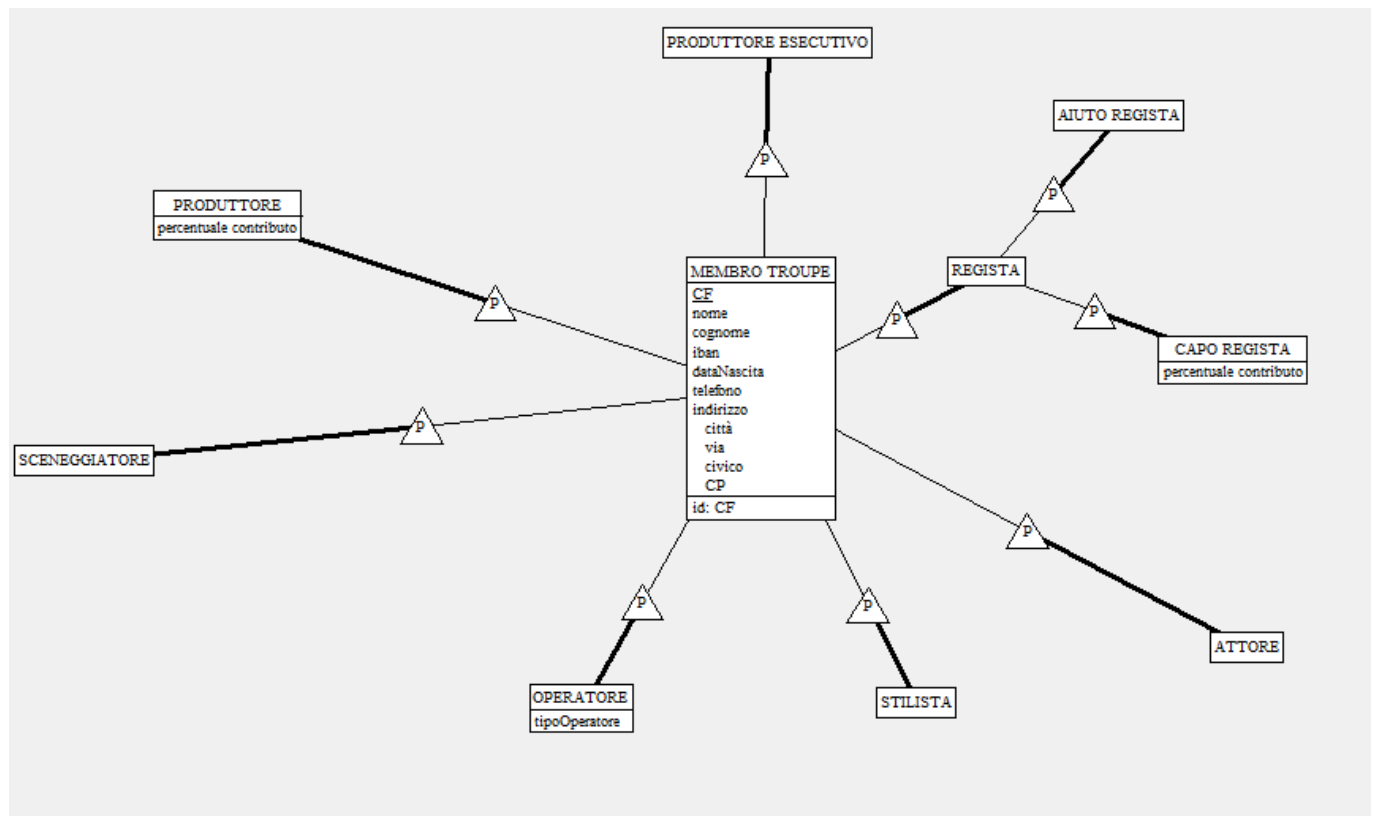 PRODUTTORE ESECUTIVO
P
AIUTO REGISTA
P
PRODUTTORE
percentuale contributo
P
REGISTA
P
P
CAPO REGISTA
percentuale contributo
MEMBRO TROUPE
CF
nome
cognome
iban
dataNascita
telefono
indirizzo
città
via
civico
CP
id: CF
P
SCENEGGIATORE
P
ATTORE
P
OPERATORE
tipoOperatore
P
STILISTA